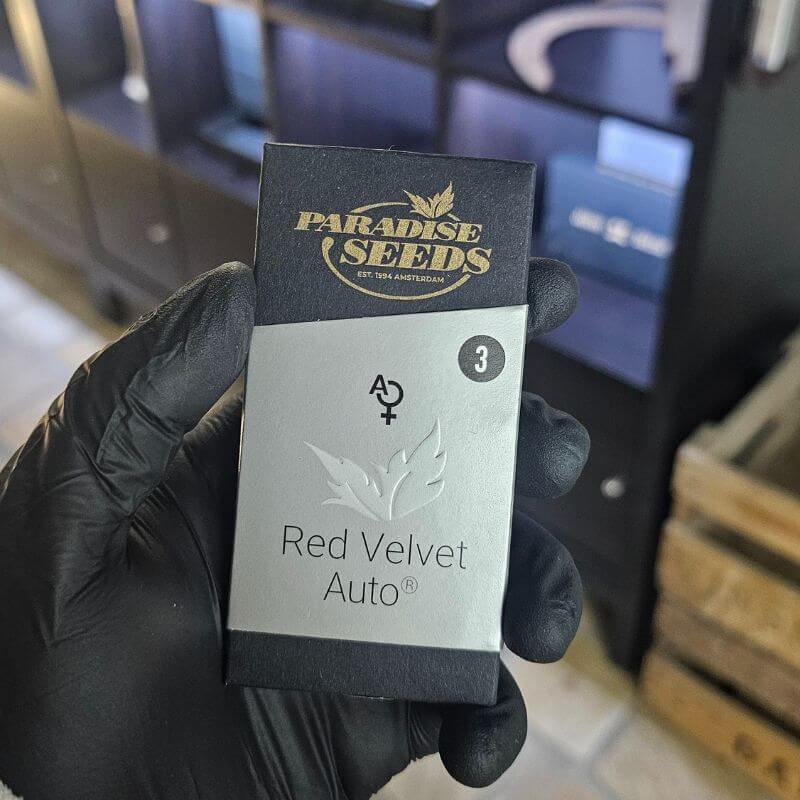 PARADISE
SEEDS
EST. 1994 AMSTERDAM
3
A
Red Velvet
Auto®